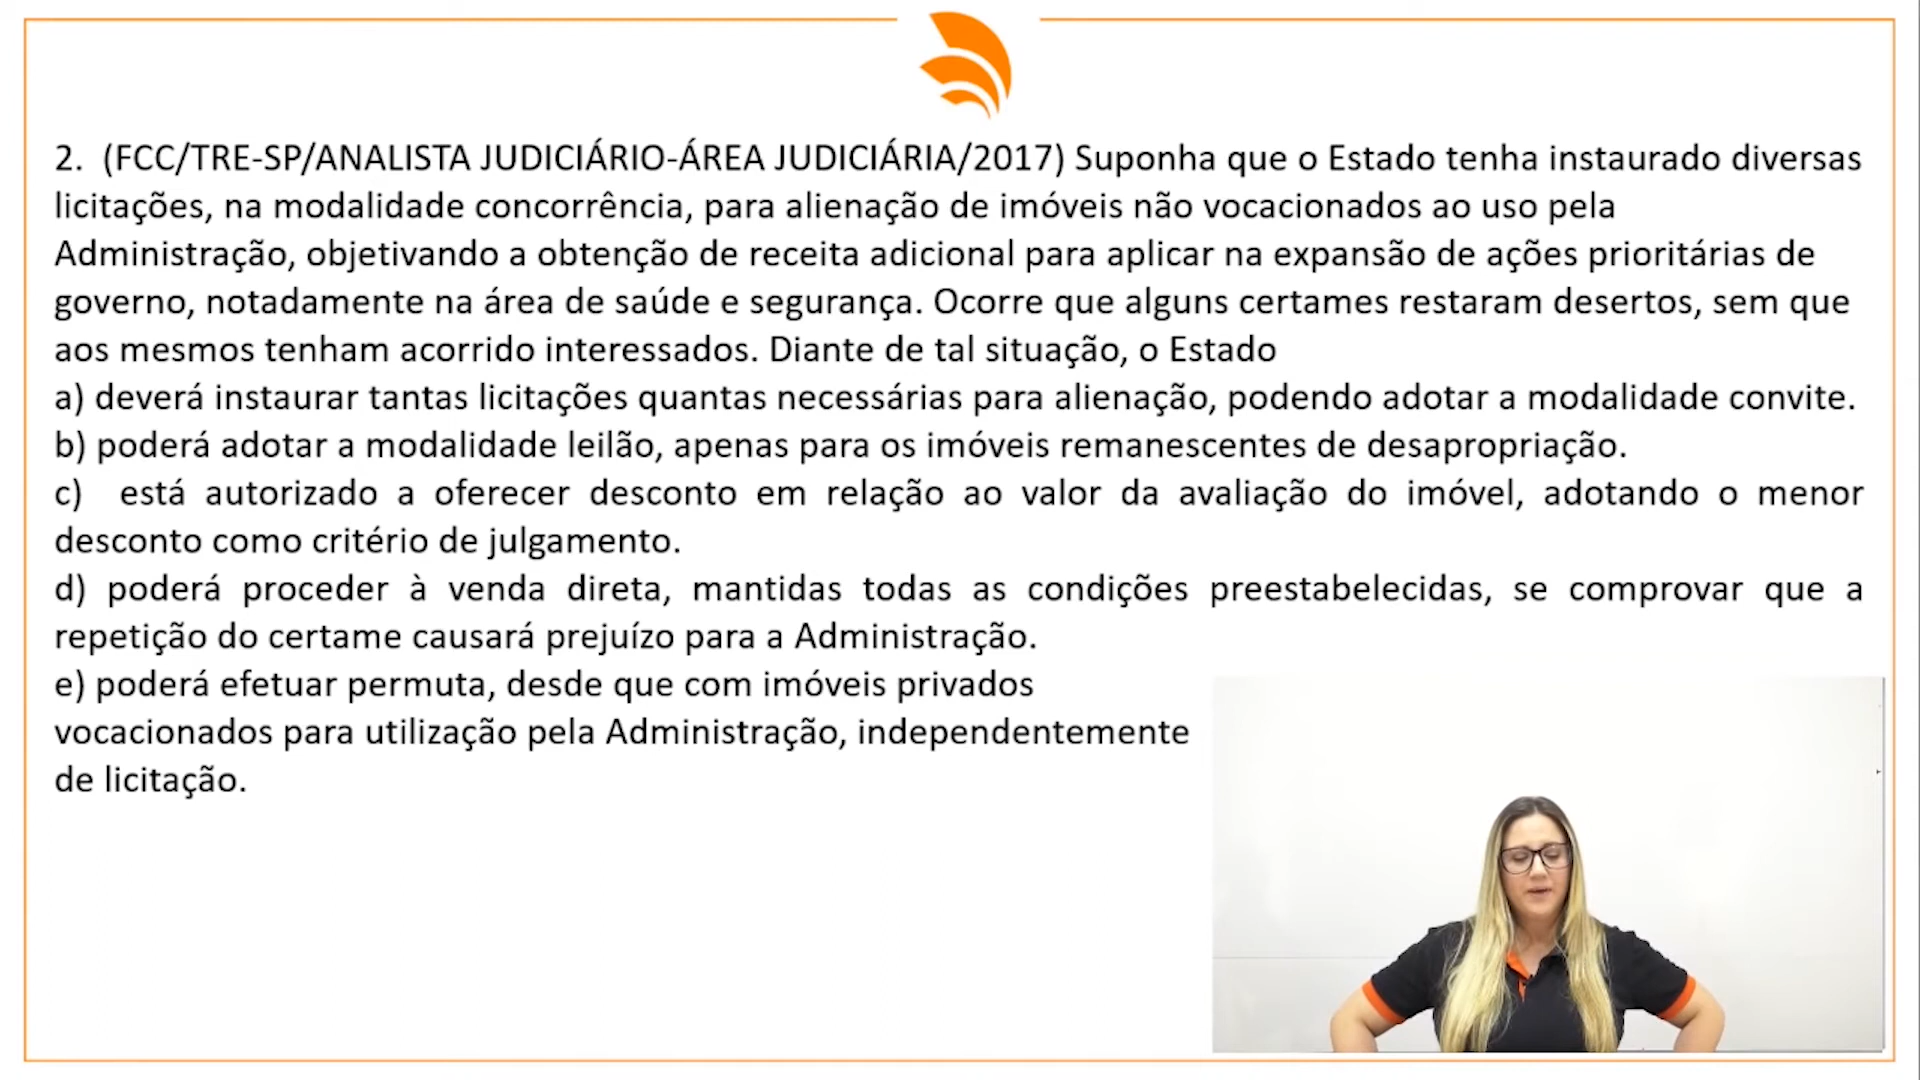 2. (FCC/TRE-SP/ANALISTA JUDICIÁRIO-ÁREA JUDICIÁRIA/2017) Suponha que o Estado tenha instaurado diversas
licitações, na modalidade concorrência, para alienação de imóveis não vocacionados ao uso pela
Administração, objetivando a obtenção de receita adicional para aplicar na expansão de ações prioritárias de
governo, notadamente na área de saúde e segurança. Ocorre que alguns certames restaram desertos, sem que
aos mesmos tenham acorrido interessados. Diante de tal situação, o Estado
a) deverá instaurar tantas licitações quantas necessárias para alienação, podendo adotar a modalidade convite.
b) poderá adotar a modalidade leilão, apenas para os imóveis remanescentes de desapropriação.
c) está autorizado a oferecer desconto em relação ao valor da avaliação do imóvel, adotando o menor
desconto como critério de julgamento.
d) poderá proceder à venda direta, mantidas todas as condições preestabelecidas, se comprovar que a
repetição do certame causará prejuízo para a Administração.
e) poderá efetuar permuta, desde que com imóveis privados
vocacionados para utilização pela Administração, independentemente
de licitação.